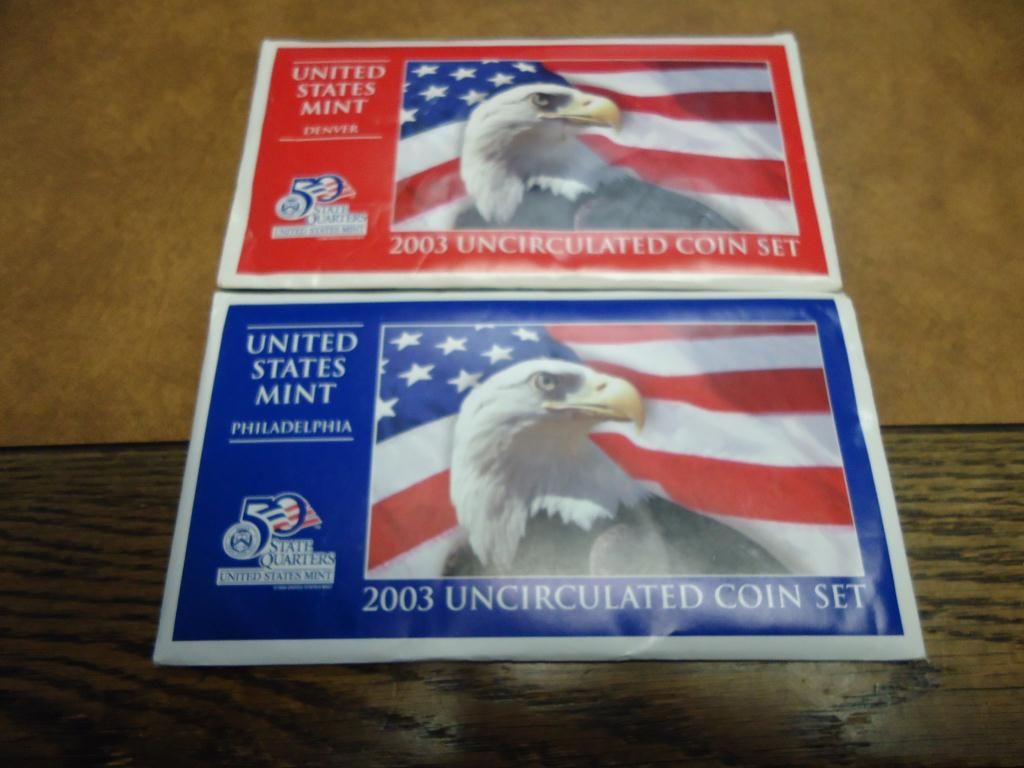 UNITED
STATES
MINT
DENVER
50
STATE
QUARTERS
UNITED STATES MINT
2003 UNCIRCULATED COIN SET
UNITED
STATES
MINT
PHILADELPHIA
50
STATE
QUARTERS
UNITED STATES MINT
2003 UNCIRCULATED COIN SET